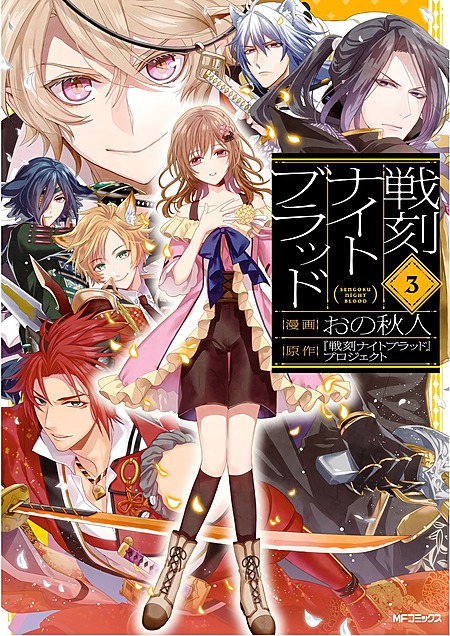 戦刻
ナイト
ブラッド
SENGOKU
NIGHT
BLOOD
3
漫画 おの秋人
原作 『戦刻ナイトブラッド』
プロジェクト
MFコミックス